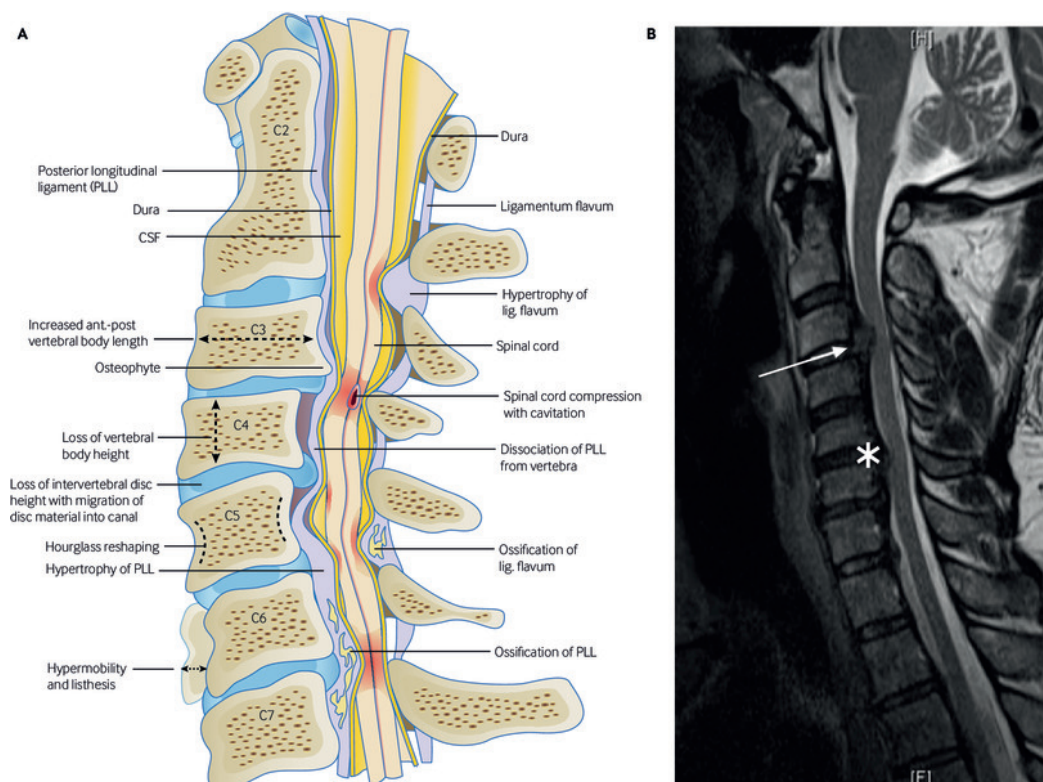 A
B
[H]
C2
Dura
Posterior longitudinal
ligament (PLL)
Ligamentum flavum
Dura
CSF
Hypertrophy of
lig. flavum
Increased ant.-post
vertebral body length
C3
Spinal cord
Osteophyte
Spinal cord compression
with cavitation
C4
Loss of vertebral
body height
Dissociation of PLL
from vertebra
Loss of intervertebral disc
height with migration of
disc material into canal
C5
Hourglass reshaping
Ossification of
lig. flavum
Hypertrophy of PLL
C6
Ossification of PLL
Hypermobility
and listhesis
C7
[F]